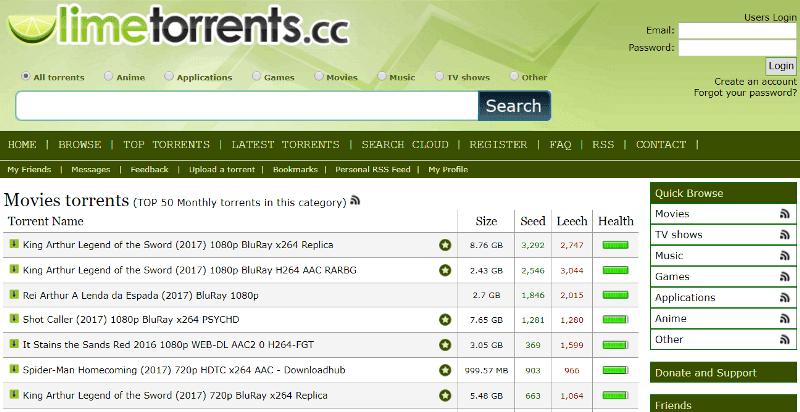 limetorrents.cc
Users Login
Email:
Password:
Login
Create an account
Forgot your password?
All torrents Anime Applications Games Movies Music TV shows Other
Search
HOME | BROWSE | TOP TORRENTS | LATEST TORRENTS | SEARCH CLOUD | REGISTER | FAQ | RSS | CONTACT |
My Friends | Messages | Feedback | Upload a torrent | Bookmarks | Personal RSS Feed | My Profile
Movies torrents (TOP 50 Monthly torrents in this category)
Torrent Name Size Seed Leech Health
King Arthur Legend of the Sword (2017) 1080p BluRay x264 Replica 8.76 GB 3,292 2,747
King Arthur Legend of the Sword (2017) 1080p BluRay H264 AAC RARBG 2.43 GB 2,546 3,044
Rei Arthur A Lenda da Espada (2017) BluRay 1080p 2.7 GB 1,846 2,015
Shot Caller (2017) 1080p BluRay x264 PSYCHD 7.65 GB 1,281 1,280
It Stains the Sands Red 2016 1080p WEB-DL AAC2 0 H264-FGT 3.05 GB 369 1,599
Spider-Man Homecoming (2017) 720p HDTC x264 AAC - Downloadhub 999.57 MB 903 966
King Arthur Legend of the Sword (2017) 720p BluRay x264 Replica 5.48 GB 663 1,064
Quick Browse
Movies
TV shows
Music
Games
Applications
Anime
Other
Donate and Support
Friends